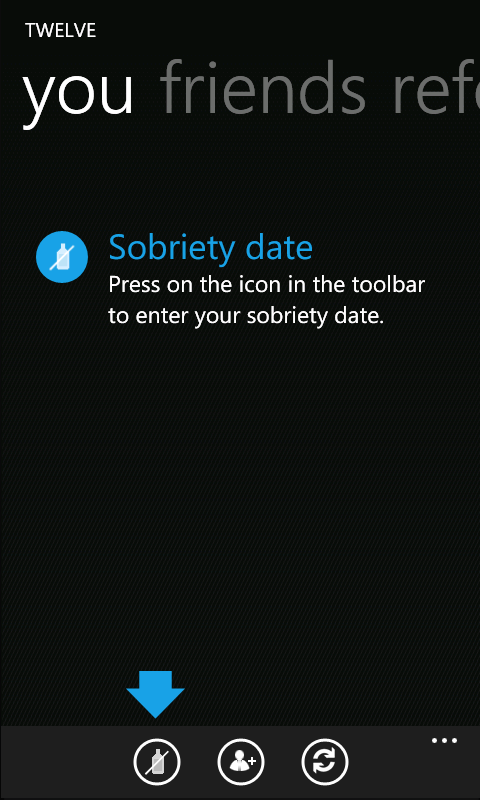 TWELVE
you friends refe
Sobriety date
Press on the icon in the toolbar
to enter your sobriety date.